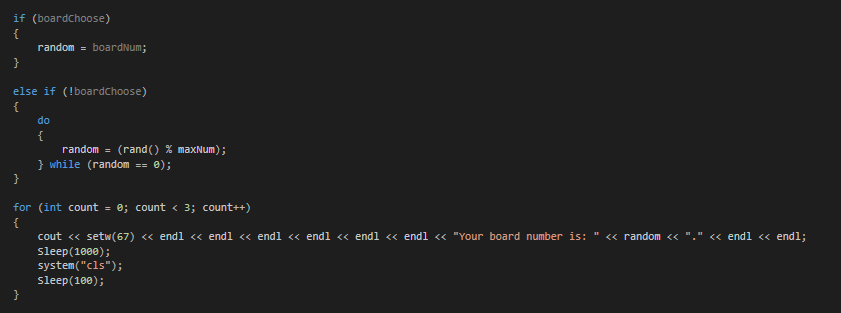 if (boardChoose)
{
    random = boardNum;
}

else if (!boardChoose)
{
    do
    {
        random = (rand() % maxNum);
    } while (random == 0);
}

for (int count = 0; count < 3; count++)
{
    cout << setw(67) << endl << endl << endl << endl << endl << endl << "Your board number is: " << random << "." << endl << endl;
    Sleep(1000);
    system("cls");
    Sleep(100);
}